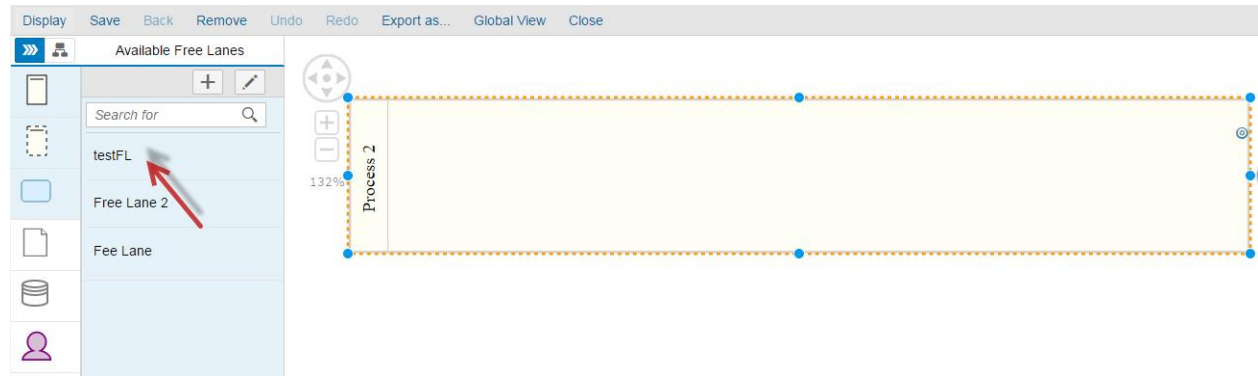 Display Save Back Remove Undo Redo Export as... Global View Close
Available Free Lanes
Search for
testFL
Free Lane 2
Fee Lane
132%
Process 2